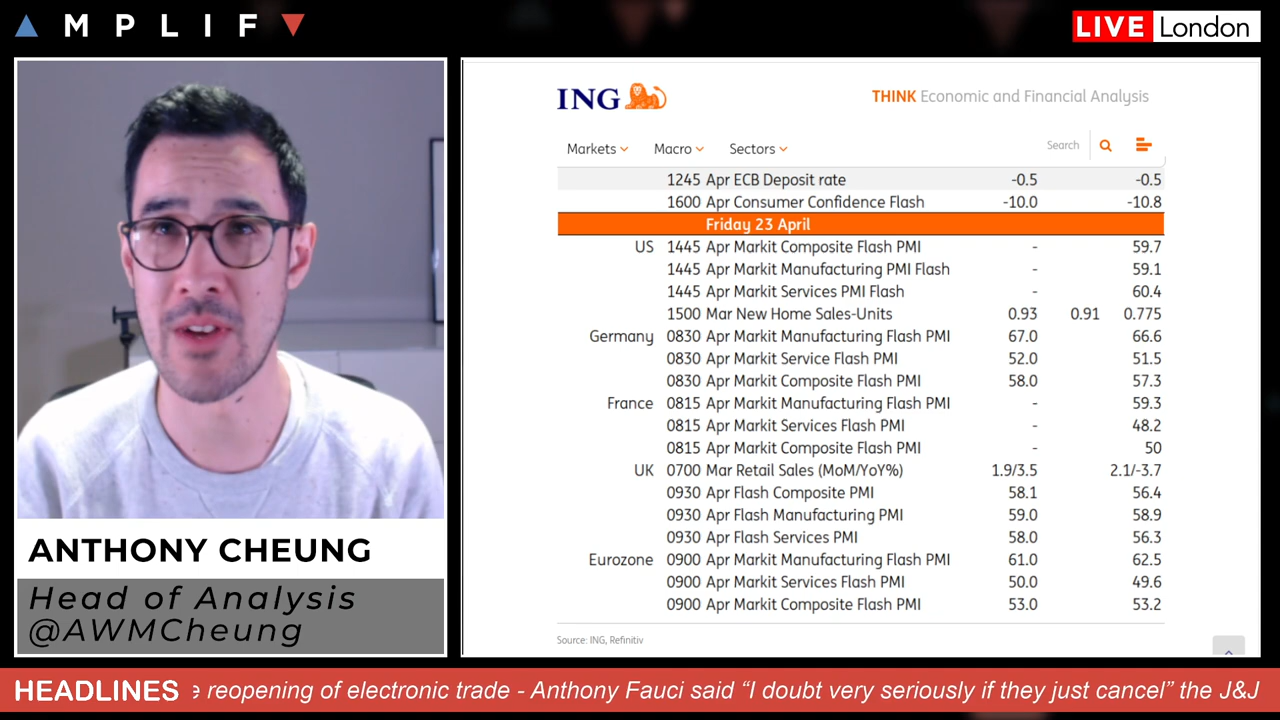 AMPLIFY
LIVE London
ING
THINK Economic and Financial Analysis
Markets Macro Sectors Search
1245 Apr ECB Deposit rate -0.5 -0.5
1600 Apr Consumer Confidence Flash -10.0 -10.8
Friday 23 April
US 1445 Apr Markit Composite Flash PMI - 59.7
1445 Apr Markit Manufacturing PMI Flash - 59.1
1445 Apr Markit Services PMI Flash - 60.4
1500 Mar New Home Sales-Units 0.93 0.91 0.775
Germany 0830 Apr Markit Manufacturing Flash PMI 67.0 66.6
0830 Apr Markit Service Flash PMI 52.0 51.5
0830 Apr Markit Composite Flash PMI 58.0 57.3
France 0815 Apr Markit Manufacturing Flash PMI - 59.3
0815 Apr Markit Services Flash PMI - 48.2
0815 Apr Markit Composite Flash PMI - 50
UK 0700 Mar Retail Sales (MoM/YoY%) 1.9/3.5 2.1/-3.7
0930 Apr Flash Composite PMI 58.1 56.4
0930 Apr Flash Manufacturing PMI 59.0 58.9
0930 Apr Flash Services PMI 58.0 56.3
Eurozone 0900 Apr Markit Manufacturing Flash PMI 61.0 62.5
0900 Apr Markit Services Flash PMI 50.0 49.6
0900 Apr Markit Composite Flash PMI 53.0 53.2
Source: ING, Refinitiv
ANTHONY CHEUNG
Head of Analysis
@AWMCheung
HEADLINES e reopening of electronic trade - Anthony Fauci said “I doubt very seriously if they just cancel” the J&J